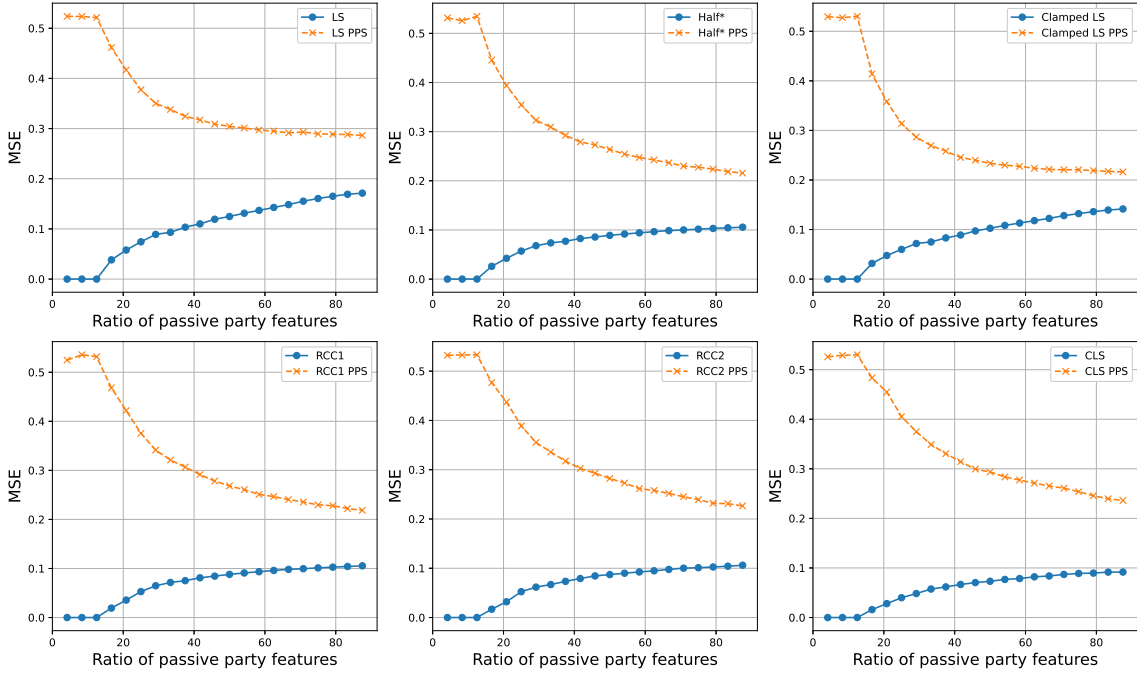 LS
LS PPS
MSE
0.5
0.4
0.3
0.2
0.1
0.0
0 20 40 60 80
Ratio of passive party features
Half*
Half* PPS
MSE
0.5
0.4
0.3
0.2
0.1
0.0
0 20 40 60 80
Ratio of passive party features
Clamped LS
Clamped LS PPS
MSE
0.5
0.4
0.3
0.2
0.1
0.0
0 20 40 60 80
Ratio of passive party features
RCC1
RCC1 PPS
MSE
0.5
0.4
0.3
0.2
0.1
0.0
0 20 40 60 80
Ratio of passive party features
RCC2
RCC2 PPS
MSE
0.5
0.4
0.3
0.2
0.1
0.0
0 20 40 60 80
Ratio of passive party features
CLS
CLS PPS
MSE
0.5
0.4
0.3
0.2
0.1
0.0
0 20 40 60 80
Ratio of passive party features